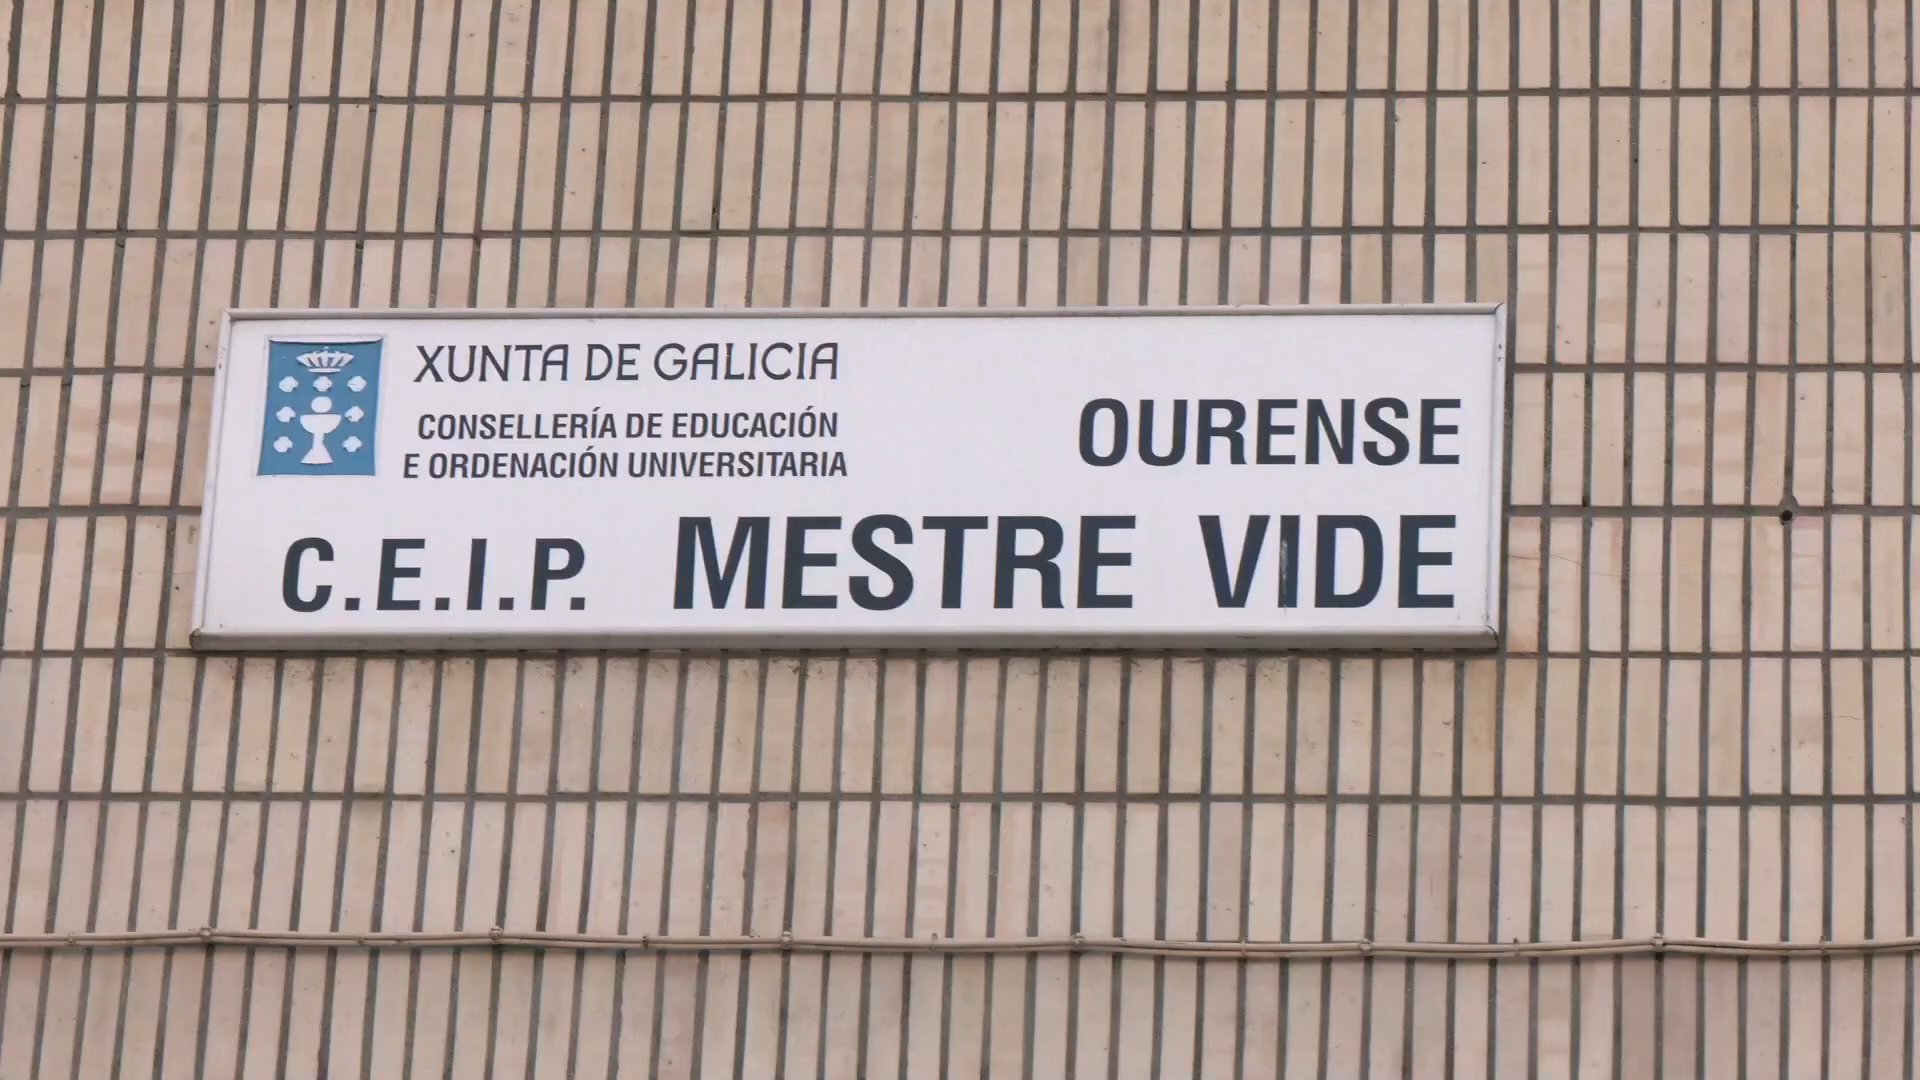 XUNTA DE GALICIA
CONSELLERÍA DE EDUCACIÓN
E ORDENACIÓN UNIVERSITARIA
OURENSE
C.E.I.P. MESTRE VIDE